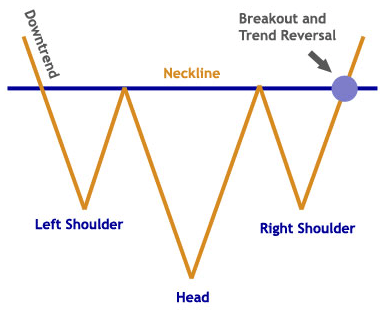 Downtrend
Breakout and
Trend Reversal
Neckline
Left Shoulder
Right Shoulder
Head